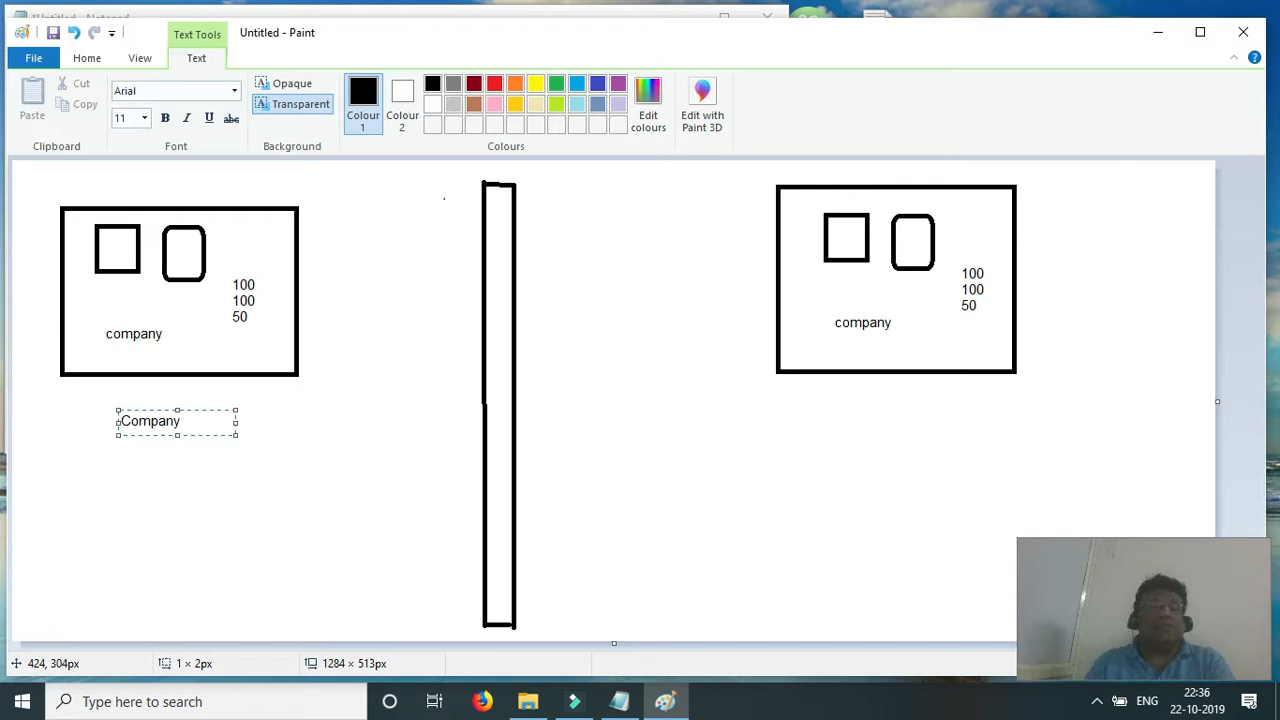 Untitled - Paint
Text Tools
File
Home
View
Text
Paste
Cut
Copy
Clipboard
Arial
11
B
I
U
abc
Font
Opaque
Transparent
Background
Colour
1
Colour
2
Edit
colours
Colours
Edit with
Paint 3D
100
100
50
company
Company
100
100
50
company
424, 304px
1 × 2px
1284 × 513px
Type here to search
ENG
22:36
22-10-2019